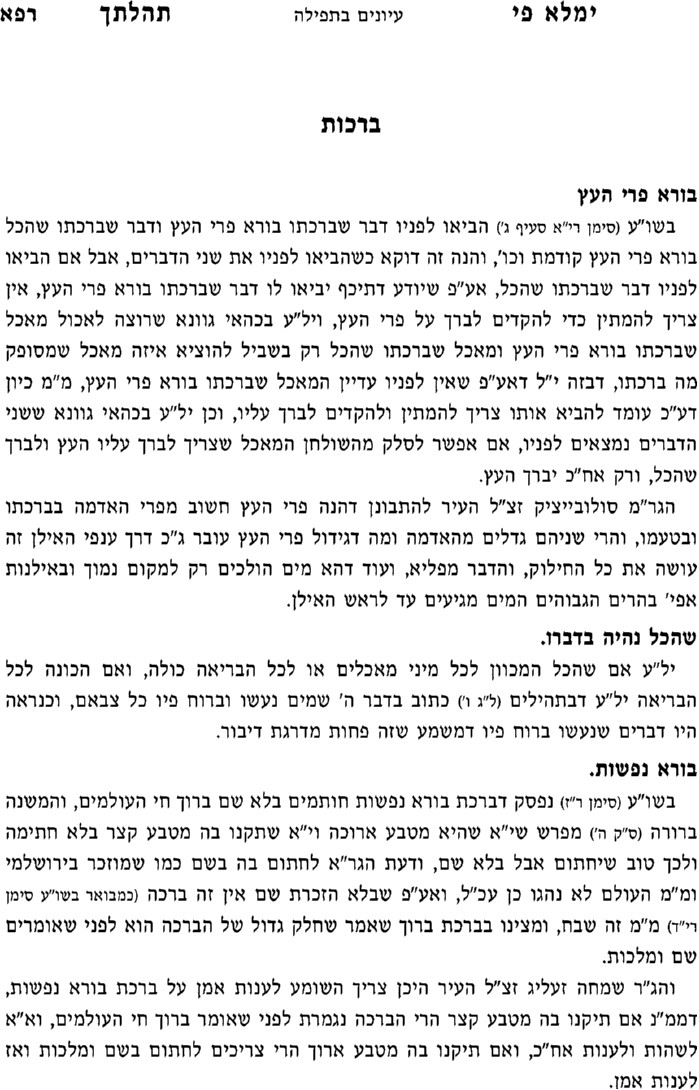 ימלא פי עיונים בתפילה תהלתך רפא
ברכות
בורא פרי העץ
בשו"ע (סימן רי"א סעיף ג') הביאו לפניו דבר שברכתו בורא פרי העץ ודבר שברכתו שהכל
בורא פרי העץ קודמת וכו', והנה זה דוקא כשהביאו לפניו את שני הדברים, אבל אם הביאו
לפניו דבר שברכתו שהכל, אע"פ שיודע דתיכף יביאו לו דבר שברכתו בורא פרי העץ, אין
צריך להמתין כדי להקדים לברך על פרי העץ, ויל"ע בכהאי גוונא שרוצה לאכול מאכל
שברכתו בורא פרי העץ ומאכל שברכתו שהכל רק בשביל להוציא איזה מאכל שמסופק
מה ברכתו, דבזה י"ל דאע"פ שאין לפניו עדיין המאכל שברכתו בורא פרי העץ, מ"מ כיון
דע"כ עומד להביא אותו צריך להמתין ולהקדים לברך עליו, וכן יל"ע בכהאי גוונא ששני
הדברים נמצאים לפניו, אם אפשר לסלק מהשולחן המאכל שצריך לברך עליו העץ ולברך
שהכל, ורק אח"כ יברך העץ.
הגר"מ סולובייציק זצ"ל העיר להתבונן דהנה פרי העץ חשוב מפרי האדמה בברכתו
ובטעמו, והרי שניהם גדלים מהאדמה ומה דגידול פרי העץ עובר ג"כ דרך ענפי האילן זה
עושה את כל החילוק, והדבר מפליא, ועוד דהא מים הולכים רק למקום נמוך ובאילנות
אפי' בהרים הגבוהים המים מגיעים עד לראש האילן.
שהכל נהיה בדברו.
יל"ע אם שהכל המכוון לכל מיני מאכלים או לכל הבריאה כולה, ואם הכונה לכל
הבריאה יל"ע דבתהילים (ל"ג ו') כתוב בדבר ה' שמים נעשו וברוח פיו כל צבאם, וכנראה
היו דברים שנעשו ברוח פיו דמשמע שזה פחות מדרגת דיבור.
בורא נפשות.
בשו"ע (סימן ר"ז) נפסק דברכת בורא נפשות חותמים בלא שם ברוך חי העולמים, והמשנה
ברורה (ס"ק ה') מפרש שי"א שהיא מטבע ארוכה וי"א שתקנו בה מטבע קצר בלא חתימה
ולכך טוב שיחתום אבל בלא שם, ודעת הגר"א לחתום בה בשם כמו שמוזכר בירושלמי
ומ"מ העולם לא נהגו כן עכ"ל, ואע"פ שבלא הזכרת שם אין זה ברכה (כמבואר בשו"ע סימן
רי"ד) מ"מ זה שבח, ומצינו בברכת ברוך שאמר שחלק גדול של הברכה הוא לפני שאומרים
שם ומלכות.
והג"ר שמחה זעליג זצ"ל העיר היכן צריך השומע לענות אמן על ברכת בורא נפשות,
דממ"נ אם תיקנו בה מטבע קצר הרי הברכה נגמרת לפני שאומר ברוך חי העולמים, וא"א
לשהות ולענות אח"כ, ואם תיקנו בה מטבע ארוך הרי צריכים לחתום בשם ומלכות ואז
לענות אמן.